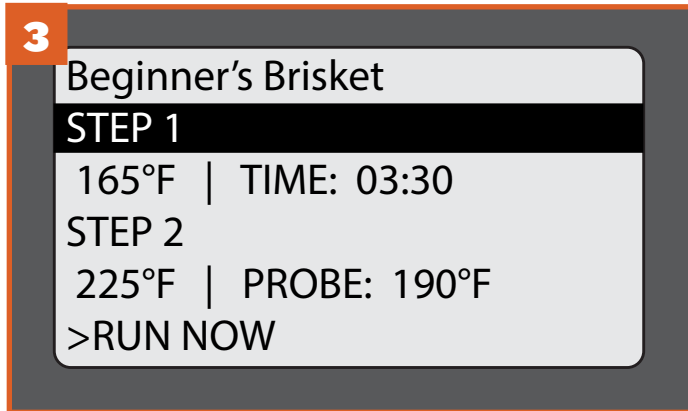 3
Beginner's Brisket
STEP 1
165°F | TIME: 03:30
STEP 2
225°F | PROBE: 190°F
>RUN NOW